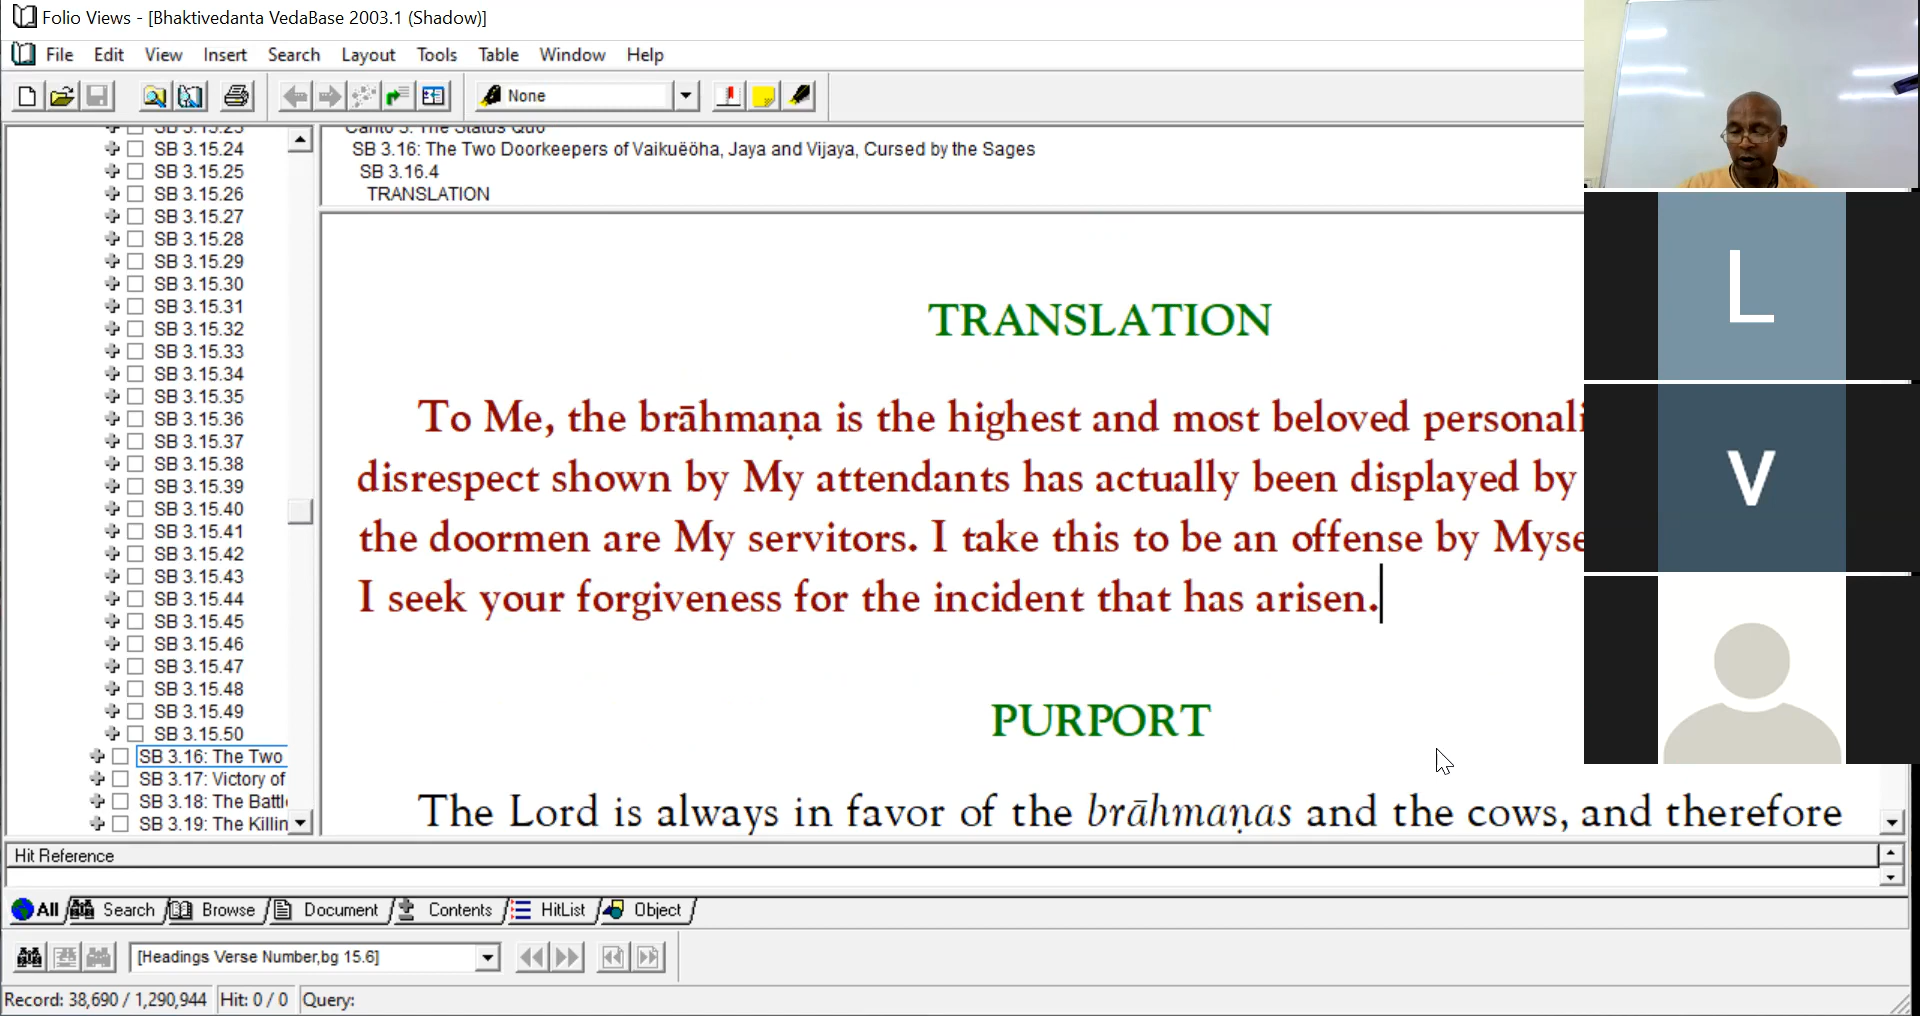 Folio Views - [Bhaktivedanta VedaBase 2003.1 (Shadow)]
File Edit View Insert Search Layout Tools Table Window Help
None
SB 3.15.23
SB 3.15.24
SB 3.15.25
SB 3.15.26
SB 3.15.27
SB 3.15.28
SB 3.15.29
SB 3.15.30
SB 3.15.31
SB 3.15.32
SB 3.15.33
SB 3.15.34
SB 3.15.35
SB 3.15.36
SB 3.15.37
SB 3.15.38
SB 3.15.39
SB 3.15.40
SB 3.15.41
SB 3.15.42
SB 3.15.43
SB 3.15.44
SB 3.15.45
SB 3.15.46
SB 3.15.47
SB 3.15.48
SB 3.15.49
SB 3.15.50
SB 3.16: The Two
SB 3.17: Victory of
SB 3.18: The Battl
SB 3.19: The Killin
Canto 3: The Status Quo
SB 3.16: The Two Doorkeepers of Vaikuëöha, Jaya and Vijaya, Cursed by the Sages
SB 3.16.4
TRANSLATION
TRANSLATION
To Me, the brāhmaṇa is the highest and most beloved personali
disrespect shown by My attendants has actually been displayed by
the doormen are My servitors. I take this to be an offense by Myse
I seek your forgiveness for the incident that has arisen.
PURPORT
The Lord is always in favor of the brāhmaṇas and the cows, and therefore
L
V
Hit Reference
All Search Browse Document Contents HitList Object
[Headings Verse Number,bg 15.6]
Record: 38,690 / 1,290,944 Hit: 0 / 0 Query: